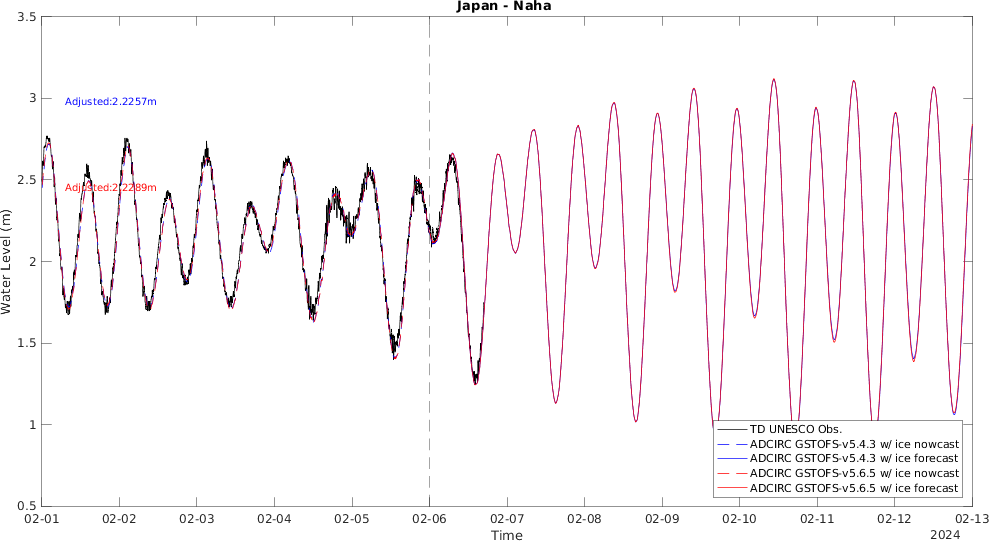 Japan - Naha
3.5
3
2.5
2
1.5
1
0.5
Water Level (m)
Adjusted:2.2257m
Adjusted:2.2289m
TD UNESCO Obs.
ADCIRC GSTOFS-v5.4.3 w/ ice nowcast
ADCIRC GSTOFS-v5.4.3 w/ ice forecast
ADCIRC GSTOFS-v5.6.5 w/ ice nowcast
ADCIRC GSTOFS-v5.6.5 w/ ice forecast
02-01 02-02 02-03 02-04 02-05 02-06 02-07 02-08 02-09 02-10 02-11 02-12 02-13
Time
2024